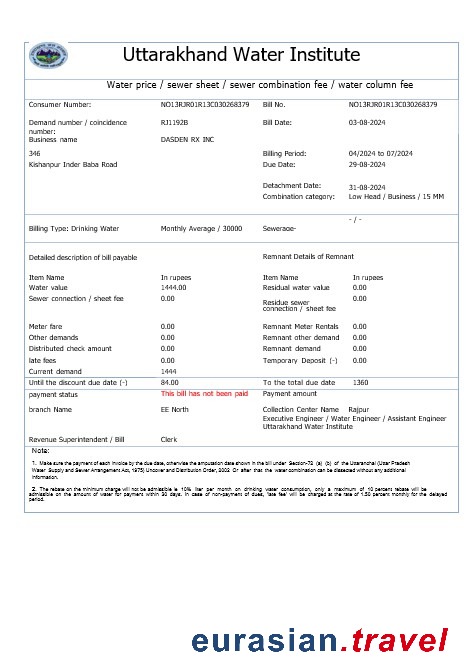 Uttarakhand Water Institute
Water price / sewer sheet / sewer combination fee / water column fee
Consumer Number: NO13RJR01R13C030268379 Bill No. NO13RJR01R13C030268379
Demand number / coincidence number: RJ1192B Bill Date: 03-08-2024
Business name DASDEN RX INC
346 Billing Period: 04/2024 to 07/2024
Kishanpur Inder Baba Road Due Date: 29-08-2024
Detachment Date: 31-08-2024
Combination category: Low Head / Business / 15 MM
- / -
Billing Type: Drinking Water Monthly Average / 30000 Sewerage-
Detailed description of bill payable Remnant Details of Remnant
Item Name In rupees Item Name In rupees
Water value 1444.00 Residual water value 0.00
Sewer connection / sheet fee 0.00 Residue sewer connection / sheet fee 0.00
Meter fare 0.00 Remnant Meter Rentals 0.00
Other demands 0.00 Remnant other demand 0.00
Distributed check amount 0.00 Remnant demand 0.00
late fees 0.00 Temporary Deposit (-) 0.00
Current demand 1444
Until the discount due date (-) 84.00 To the total due date 1360
payment status This bill has not been paid Payment amount
branch Name EE North Collection Center Name Rajpur
Executive Engineer / Water Engineer / Assistant Engineer
Uttarakhand Water Institute
Revenue Superintendent / Bill Clerk
Note:
1. Make sure the payment of each invoice by the due date, otherwise the amputation date shown in the bill under Section-72 (a) (b) of the Uttaranchal (Uttar Pradesh
Water Supply and Sewer Arrangement Act, 1975) Uncover and Distribution Order, 2002 Or after that the water combination can be dissected without any additional
information.
2. The rebate on the minimum charge will not be admissible ie 10% liter per month on drinking water consumption, only a maximum of 10 percent rebate will be
admissible on the amount of water for payment within 30 days. In case of non-payment of dues, 'late fee' will be charged at the rate of 1.50 percent monthly for the delayed
period.
eurasian.travel